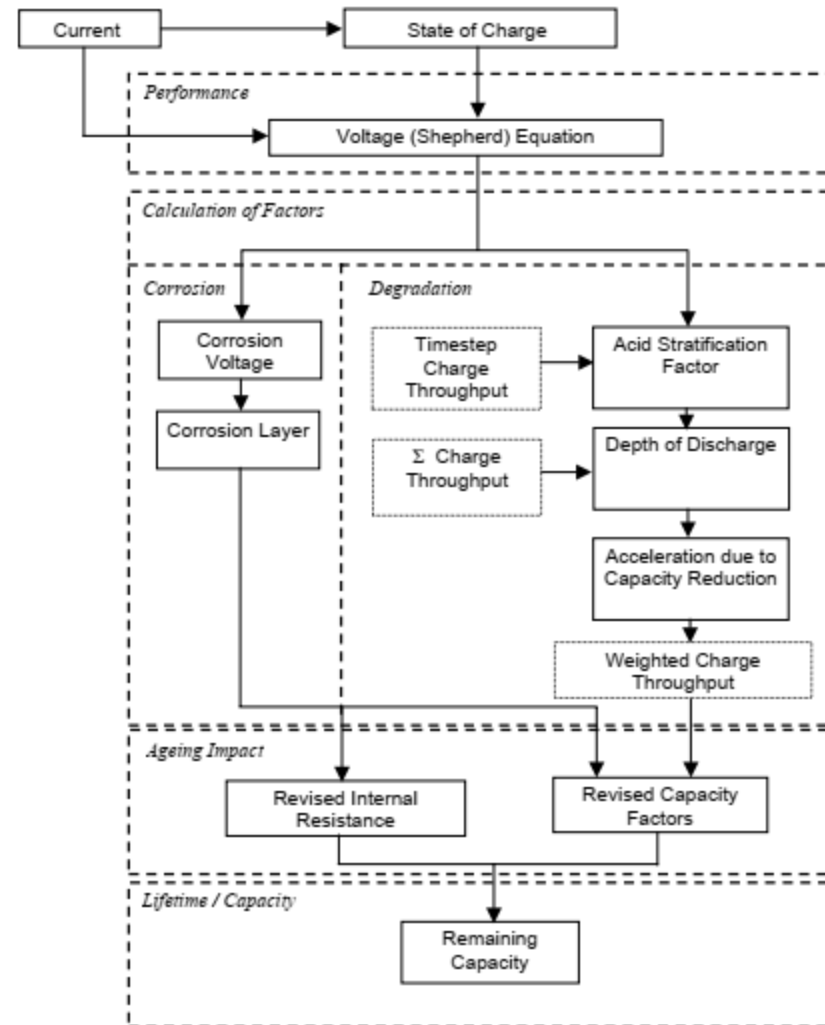 Current
State of Charge
Performance
Voltage (Shepherd) Equation
Calculation of Factors
Corrosion
Degradation
Corrosion
Voltage
Timestep
Charge
Throughput
Acid Stratification
Factor
Corrosion Layer
Σ Charge
Throughput
Depth of Discharge
Acceleration due to
Capacity Reduction
Weighted Charge
Throughput
Ageing Impact
Revised Internal
Resistance
Revised Capacity
Factors
Lifetime / Capacity
Remaining
Capacity